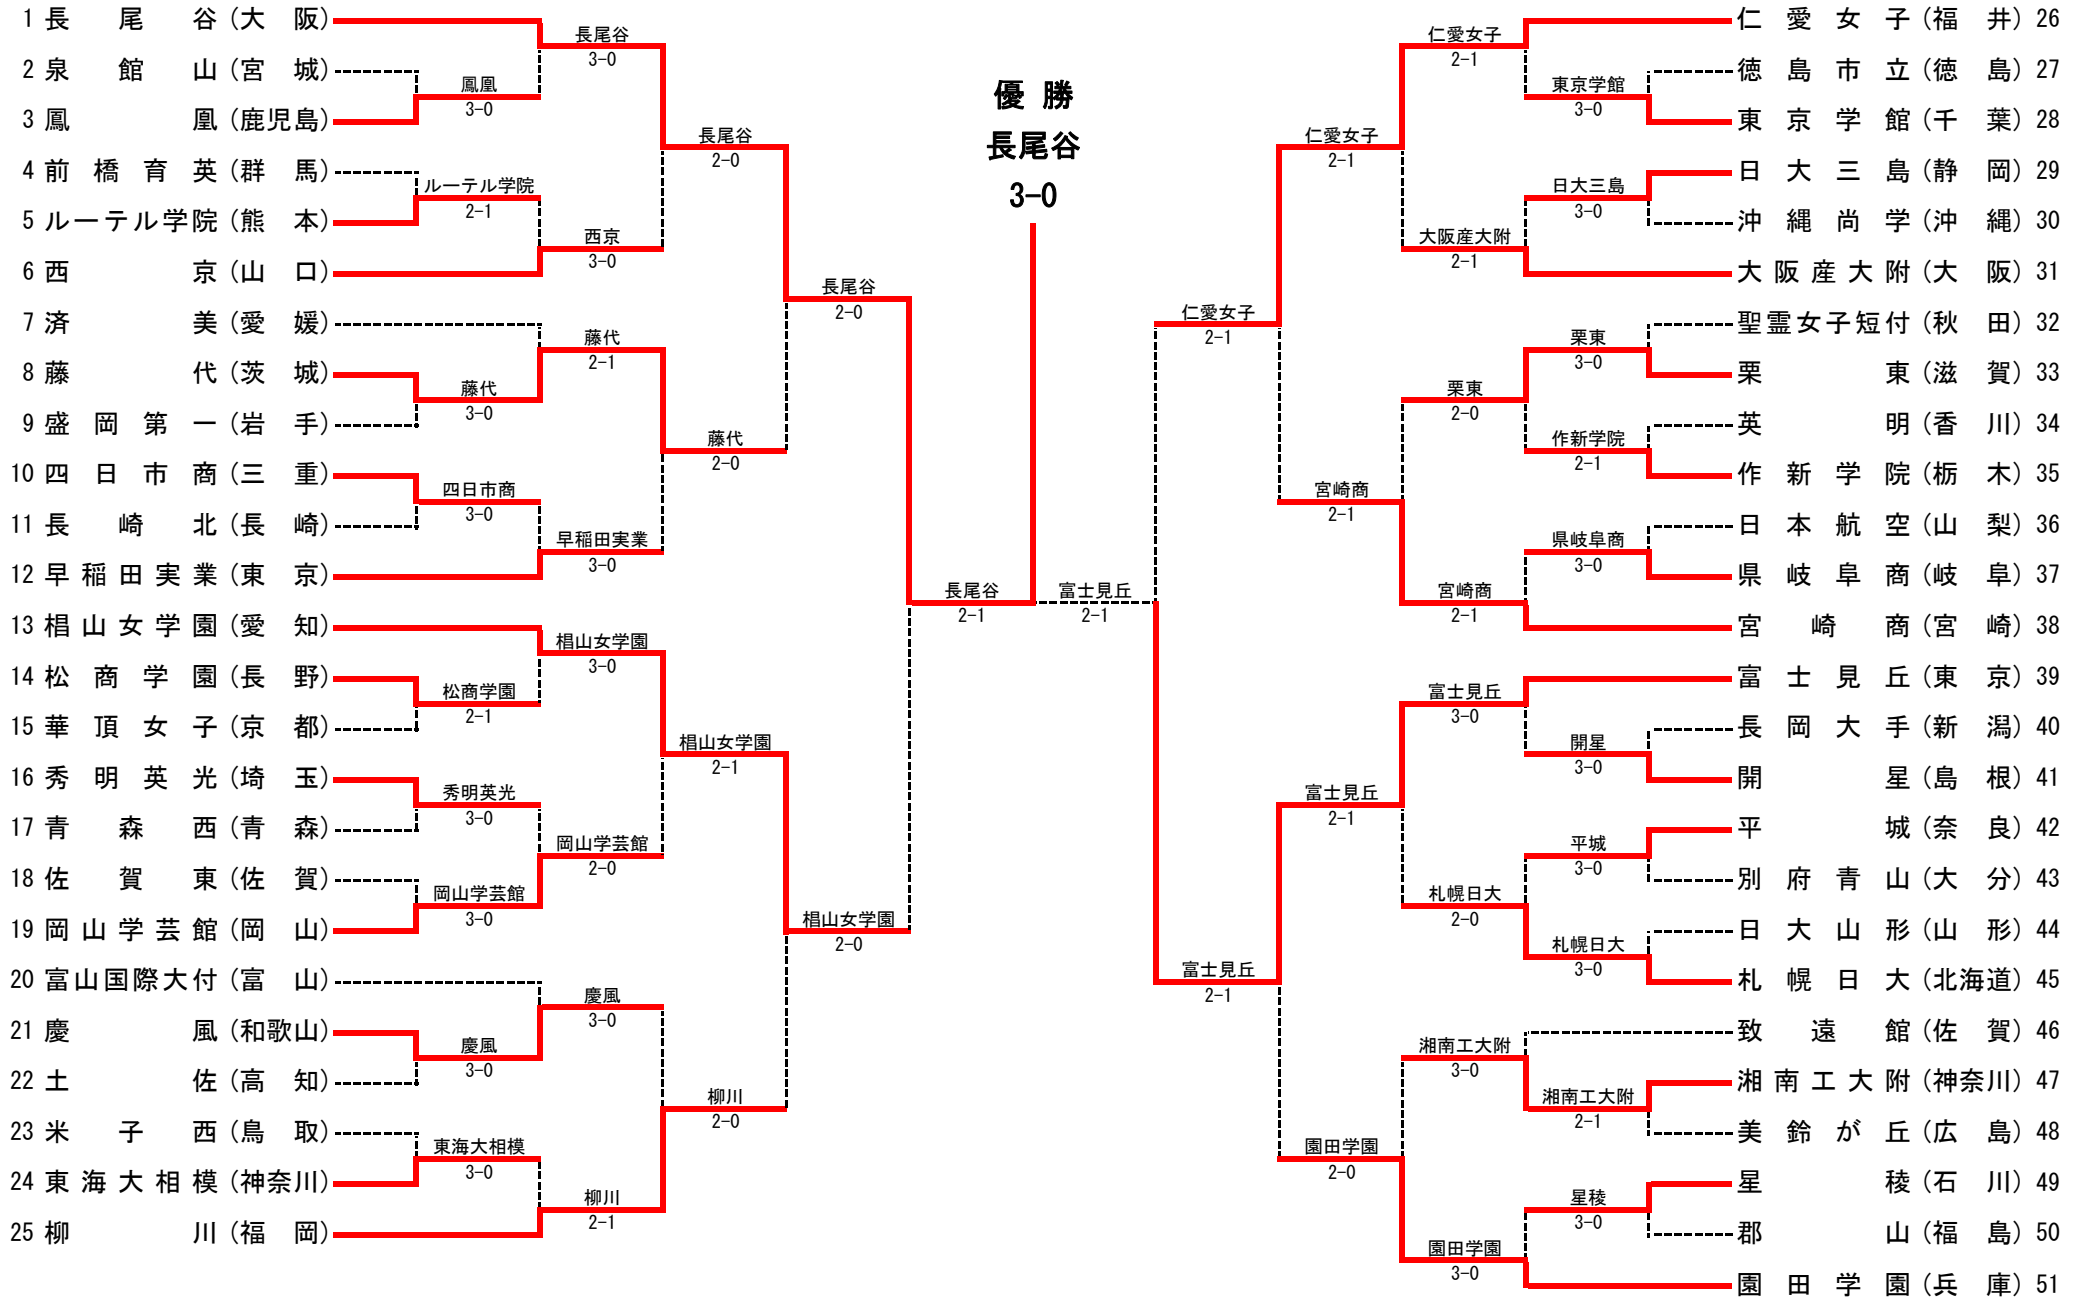 優勝
長尾谷
3-0
1 長尾谷 (大阪)
2 泉館山 (宮城)
3 鳳凰 (鹿児島)
4 前橋育英 (群馬)
5 ルーテル学院 (熊本)
6 西京 (山口)
7 済美 (愛媛)
8 藤代 (茨城)
9 盛岡第一 (岩手)
10 四日市商 (三重)
11 長崎北 (長崎)
12 早稲田実業 (東京)
13 椙山女学園 (愛知)
14 松商学園 (長野)
15 華頂女子 (京都)
16 秀明英光 (埼玉)
17 青森西 (青森)
18 佐賀東 (佐賀)
19 岡山学芸館 (岡山)
20 富山国際大付 (富山)
21 慶風 (和歌山)
22 土佐 (高知)
23 米子西 (鳥取)
24 東海大相模 (神奈川)
25 柳川 (福岡)
鳳凰
3-0
ルーテル学院
2-1
藤代
3-0
四日市商
3-0
松商学園
2-1
秀明英光
3-0
岡山学芸館
3-0
慶風
3-0
東海大相模
3-0
長尾谷
3-0
西京
3-0
藤代
2-1
早稲田実業
3-0
椙山女学園
3-0
岡山学芸館
2-0
慶風
3-0
柳川
2-1
長尾谷
2-0
藤代
2-0
椙山女学園
2-1
柳川
2-0
長尾谷
2-0
椙山女学園
2-0
長尾谷
2-1
富士見丘
2-1
仁愛女子
2-1
富士見丘
2-1
仁愛女子
2-1
宮崎商
2-1
富士見丘
2-1
園田学園
2-0
仁愛女子
2-1
大阪産大附
2-1
栗東
2-0
宮崎商
2-1
富士見丘
3-0
札幌日大
2-0
湘南工大附
3-0
園田学園
3-0
東京学館
3-0
日大三島
3-0
栗東
3-0
作新学院
2-1
県岐阜商
3-0
開星
3-0
平城
3-0
札幌日大
3-0
湘南工大附
2-1
星稜
3-0
仁愛女子 (福井) 26
徳島市立 (徳島) 27
東京学館 (千葉) 28
日大三島 (静岡) 29
沖縄尚学 (沖縄) 30
大阪産大附 (大阪) 31
聖霊女子短付 (秋田) 32
栗東 (滋賀) 33
英明 (香川) 34
作新学院 (栃木) 35
日本航空 (山梨) 36
県岐阜商 (岐阜) 37
宮崎商 (宮崎) 38
富士見丘 (東京) 39
長岡大手 (新潟) 40
開星 (島根) 41
平城 (奈良) 42
別府青山 (大分) 43
日大山形 (山形) 44
札幌日大 (北海道) 45
致遠館 (佐賀) 46
湘南工大附 (神奈川) 47
美鈴が丘 (広島) 48
星稜 (石川) 49
郡山 (福島) 50
園田学園 (兵庫) 51